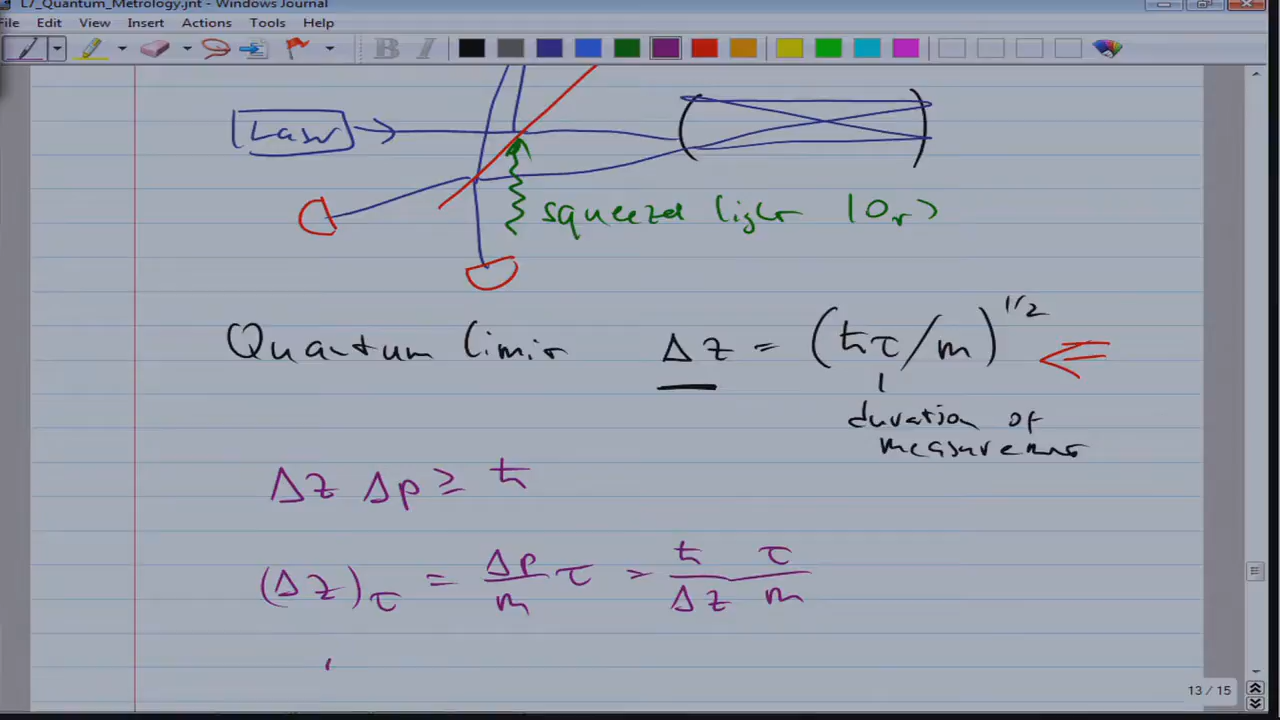 L7_Quantum_Metrology.jnt - Windows Journal
File Edit View Insert Actions Tools Help
B I
Laser
squeezed light |0r>
Quantum limit Δz = (ħτ/m)^1/2
duration of
measurement
Δz Δp ≥ ħ
(Δz)τ = Δp/m τ = ħ/Δz τ/m
13 / 15